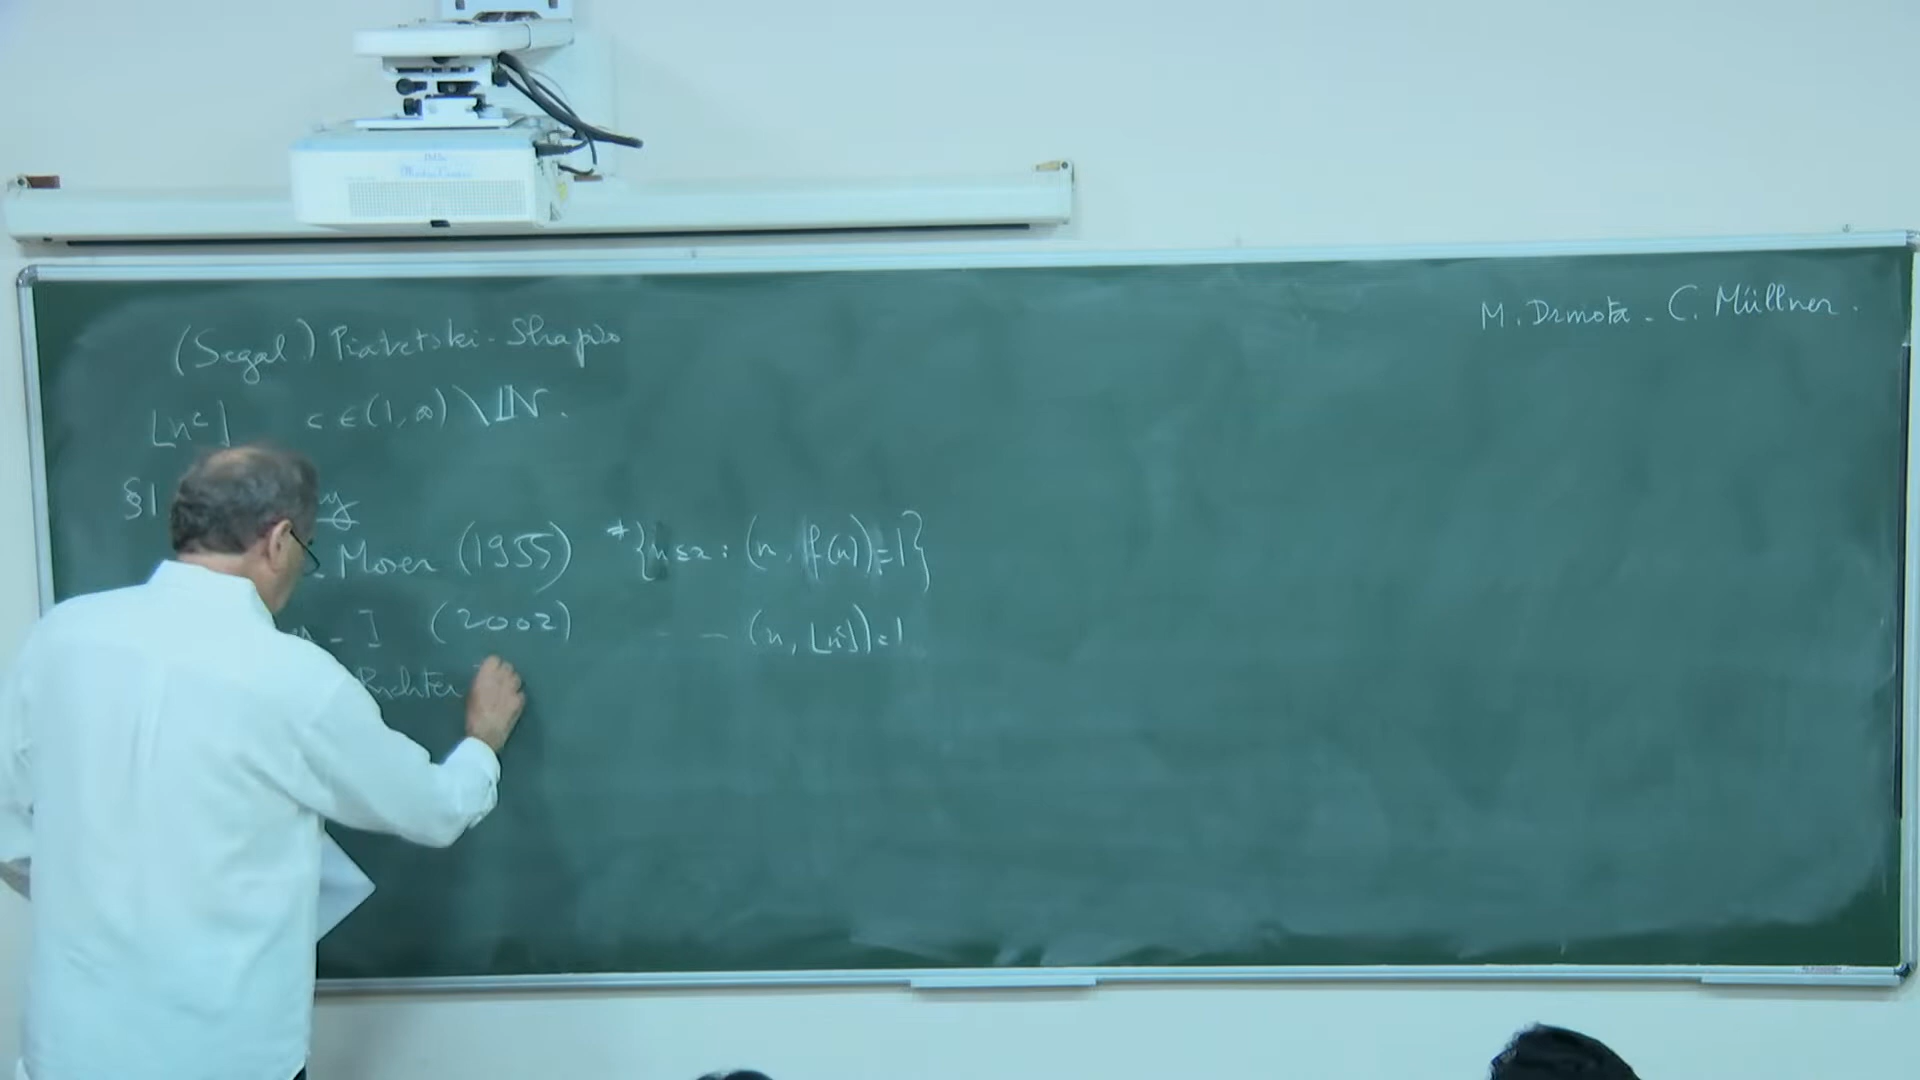 M. Drmota - C. Müllner.
(Segal) Piatetski-Shapiro
⌊n^c⌋ c ∈ (1,∞) \ ℕ.
§1
Moser (1955) #{n≤x : (n, f(n))=1}
] (2002) -- (n, ⌊n^c⌋)=1
Richter